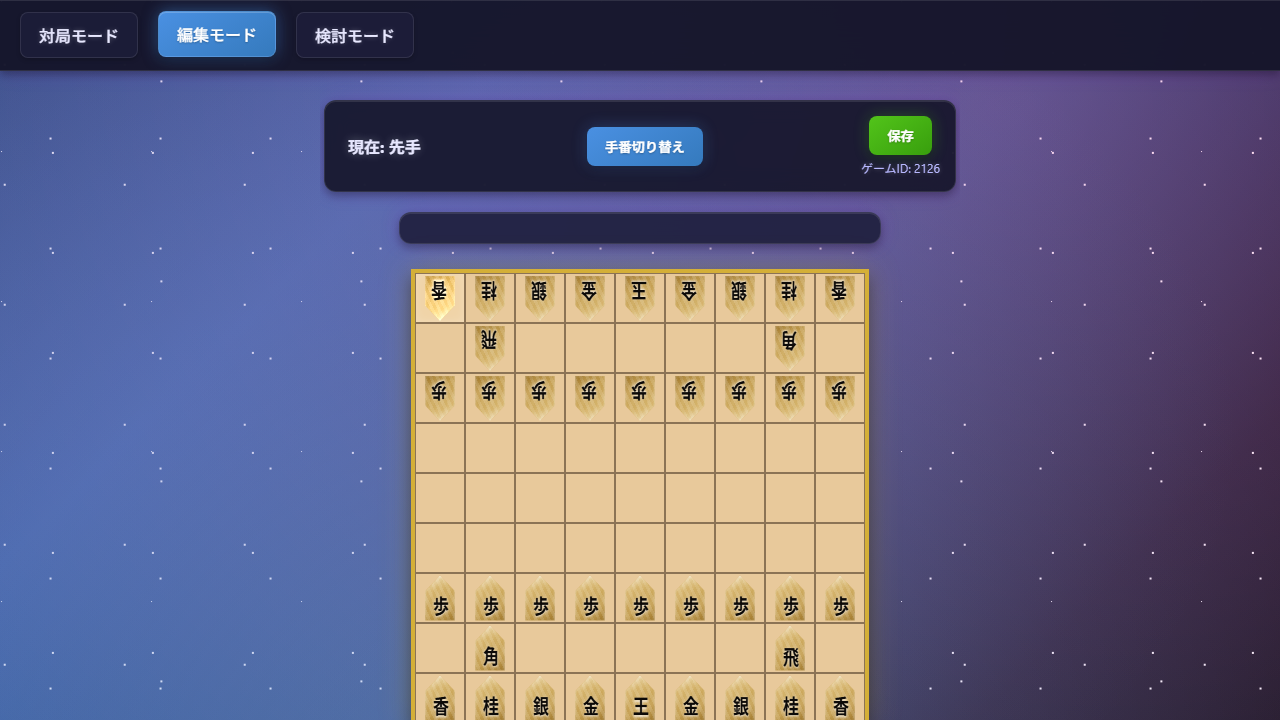 対局モード 編集モード 検討モード
現在: 先手 手番切り替え 保存
ゲームID: 2126
香 桂 銀 金 玉 金 銀 桂 香
飛 角
歩 歩 歩 歩 歩 歩 歩 歩 歩
歩 歩 歩 歩 歩 歩 歩 歩 歩
角 飛
香 桂 銀 金 王 金 銀 桂 香